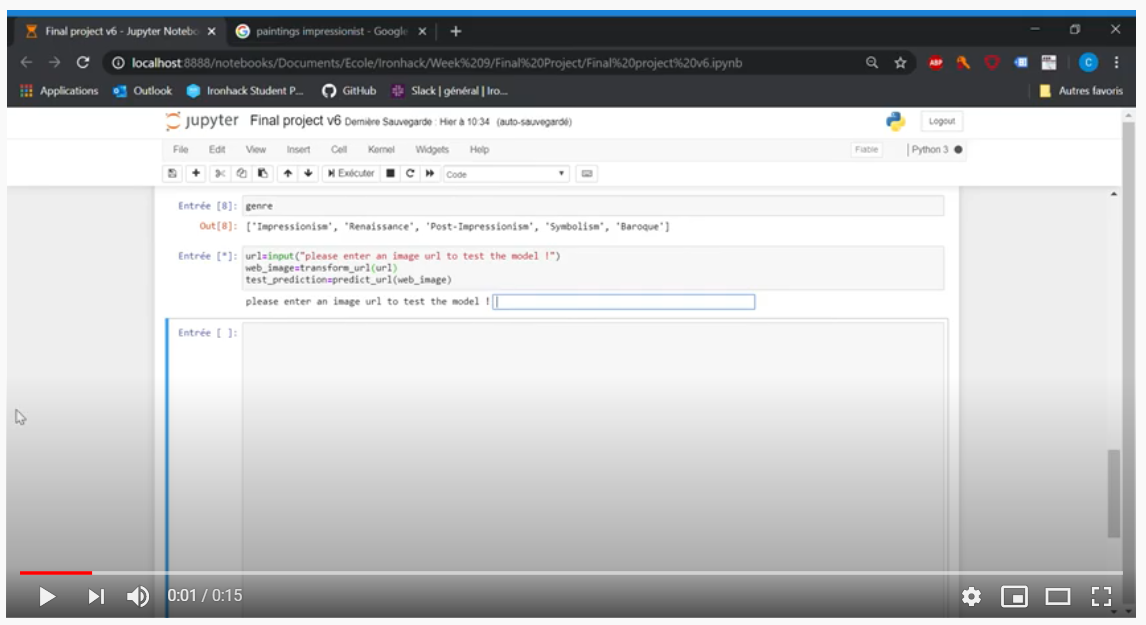 Final project v6 - Jupyter Notebo
paintings impressionist - Google
localhost:8888/notebooks/Documents/Ecole/Ironhack/Week%209/Final%20Project/Final%20project%20v6.ipynb
ABP
C
Applications Outlook Ironhack Student P... GitHub Slack | général | Iro... Autres favoris
jupyter Final project v6 Dernière Sauvegarde : Hier à 10:34 (auto-sauvegardé)
Logout
File Edit View Insert Cell Kernel Widgets Help
Fiable Python 3
Exécuter Code
Entrée [8]: genre
Out[8]: ['Impressionism', 'Renaissance', 'Post-Impressionism', 'Symbolism', 'Baroque']
Entrée [*]: url=input("please enter an image url to test the model !")
web_image=transform_url(url)
test_prediction=predict_url(web_image)
please enter an image url to test the model !
Entrée [ ]:
0:01 / 0:15